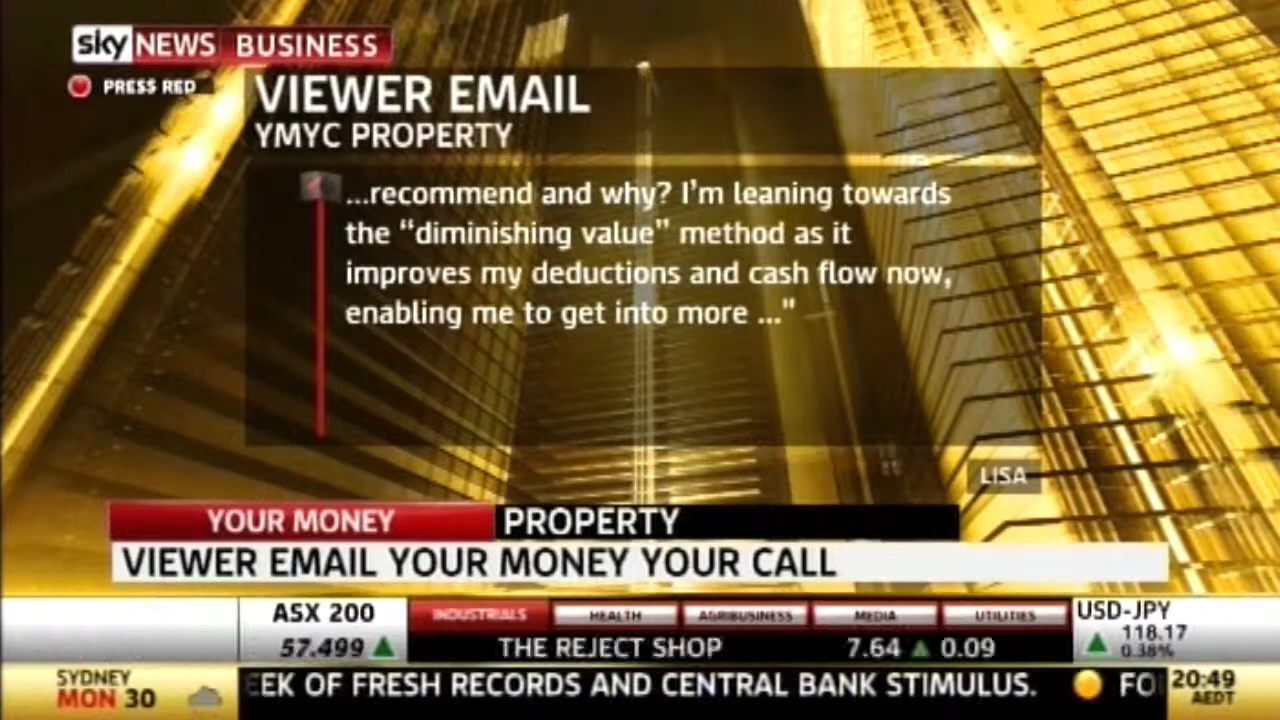 sky NEWS BUSINESS
PRESS RED
VIEWER EMAIL
YMYC PROPERTY
...recommend and why? I'm leaning towards
the “diminishing value” method as it
improves my deductions and cash flow now,
enabling me to get into more ..."
LISA
YOUR MONEY PROPERTY
VIEWER EMAIL YOUR MONEY YOUR CALL
ASX 200 INDUSTRIALS HEALTH AGRIBUSINESS MEDIA UTILITIES USD-JPY
57.499 THE REJECT SHOP 7.64 0.09 118.17
0.38%
SYDNEY
MON 30
EEK OF FRESH RECORDS AND CENTRAL BANK STIMULUS. FO 20:49
AEDT